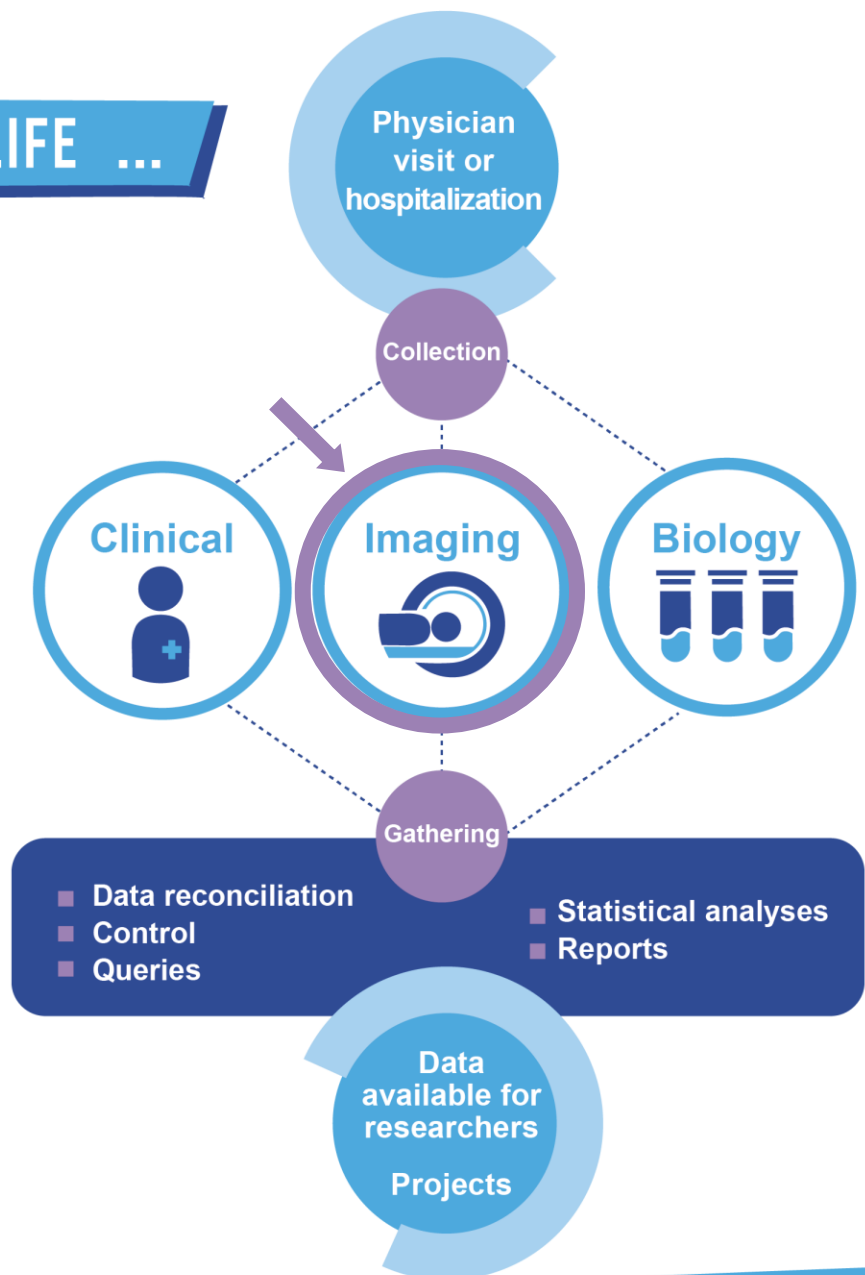 LIFE ...
Physician
visit or
hospitalization
Collection
Clinical
Imaging
Biology
Gathering
Data reconciliation
Control
Queries
Statistical analyses
Reports
Data
available for
researchers
Projects